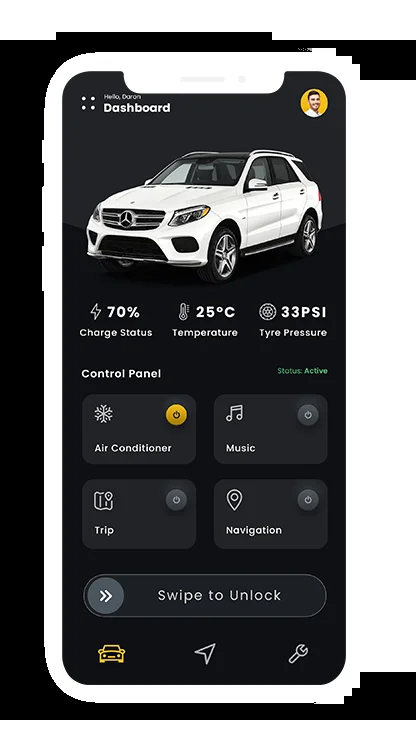 Hello, Daron
Dashboard
70% 25°C 33PSI
Charge Status Temperature Tyre Pressure
Control Panel Status: Active
Air Conditioner Music
Trip Navigation
Swipe to Unlock